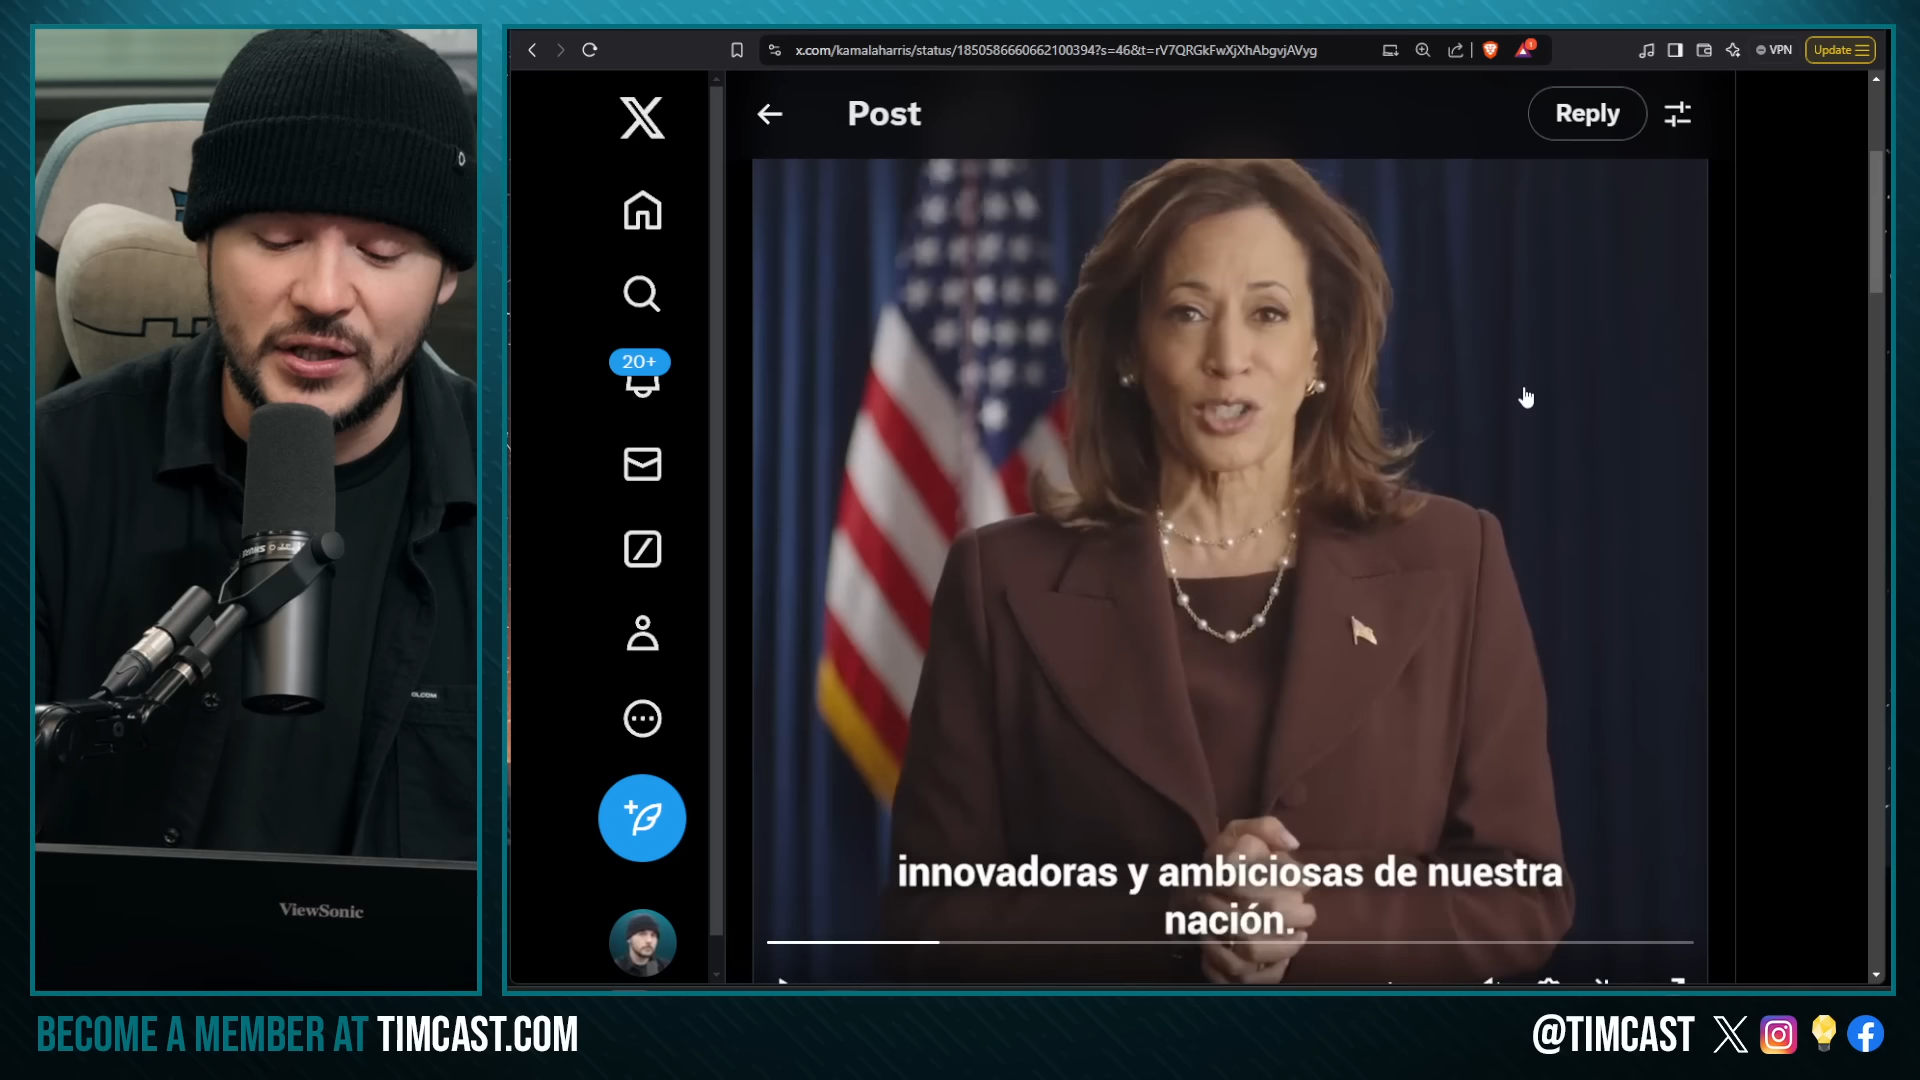 x.com/kamalaharris/status/1850586660662100394?s=46&t=rV7QRGkFwXjXhAbgvjAVyg
1
VPN
Update
Post
Reply
20+
innovadoras y ambiciosas de nuestra
nación.
ViewSonic
BECOME A MEMBER AT TIMCAST.COM
@TIMCAST